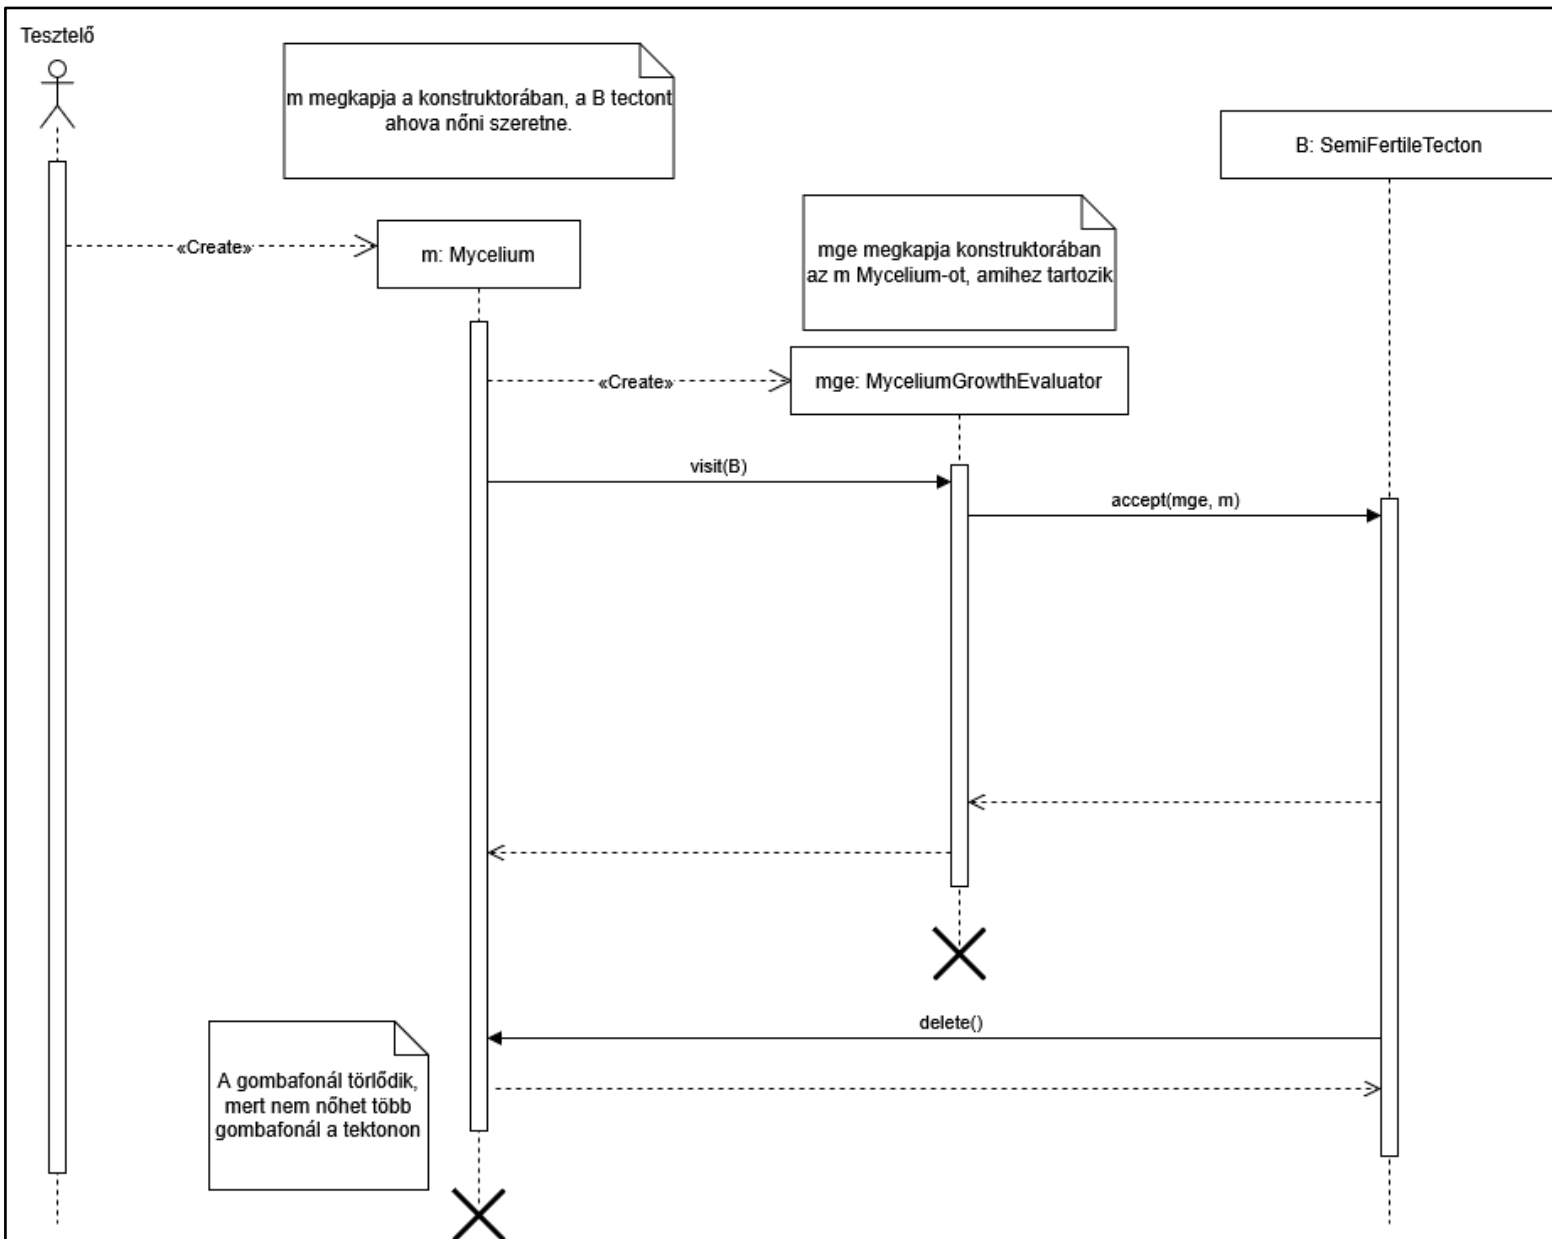 Tesztelő
m megkapja a konstruktorában, a B tectont
ahova nőni szeretne.
B: SemiFertileTecton
«Create»
m: Mycelium
mge megkapja konstruktorában
az m Mycelium-ot, amihez tartozik
«Create»
mge: MyceliumGrowthEvaluator
visit(B)
accept(mge, m)
delete()
A gombafonál törlődik,
mert nem nőhet több
gombafonál a tektonon